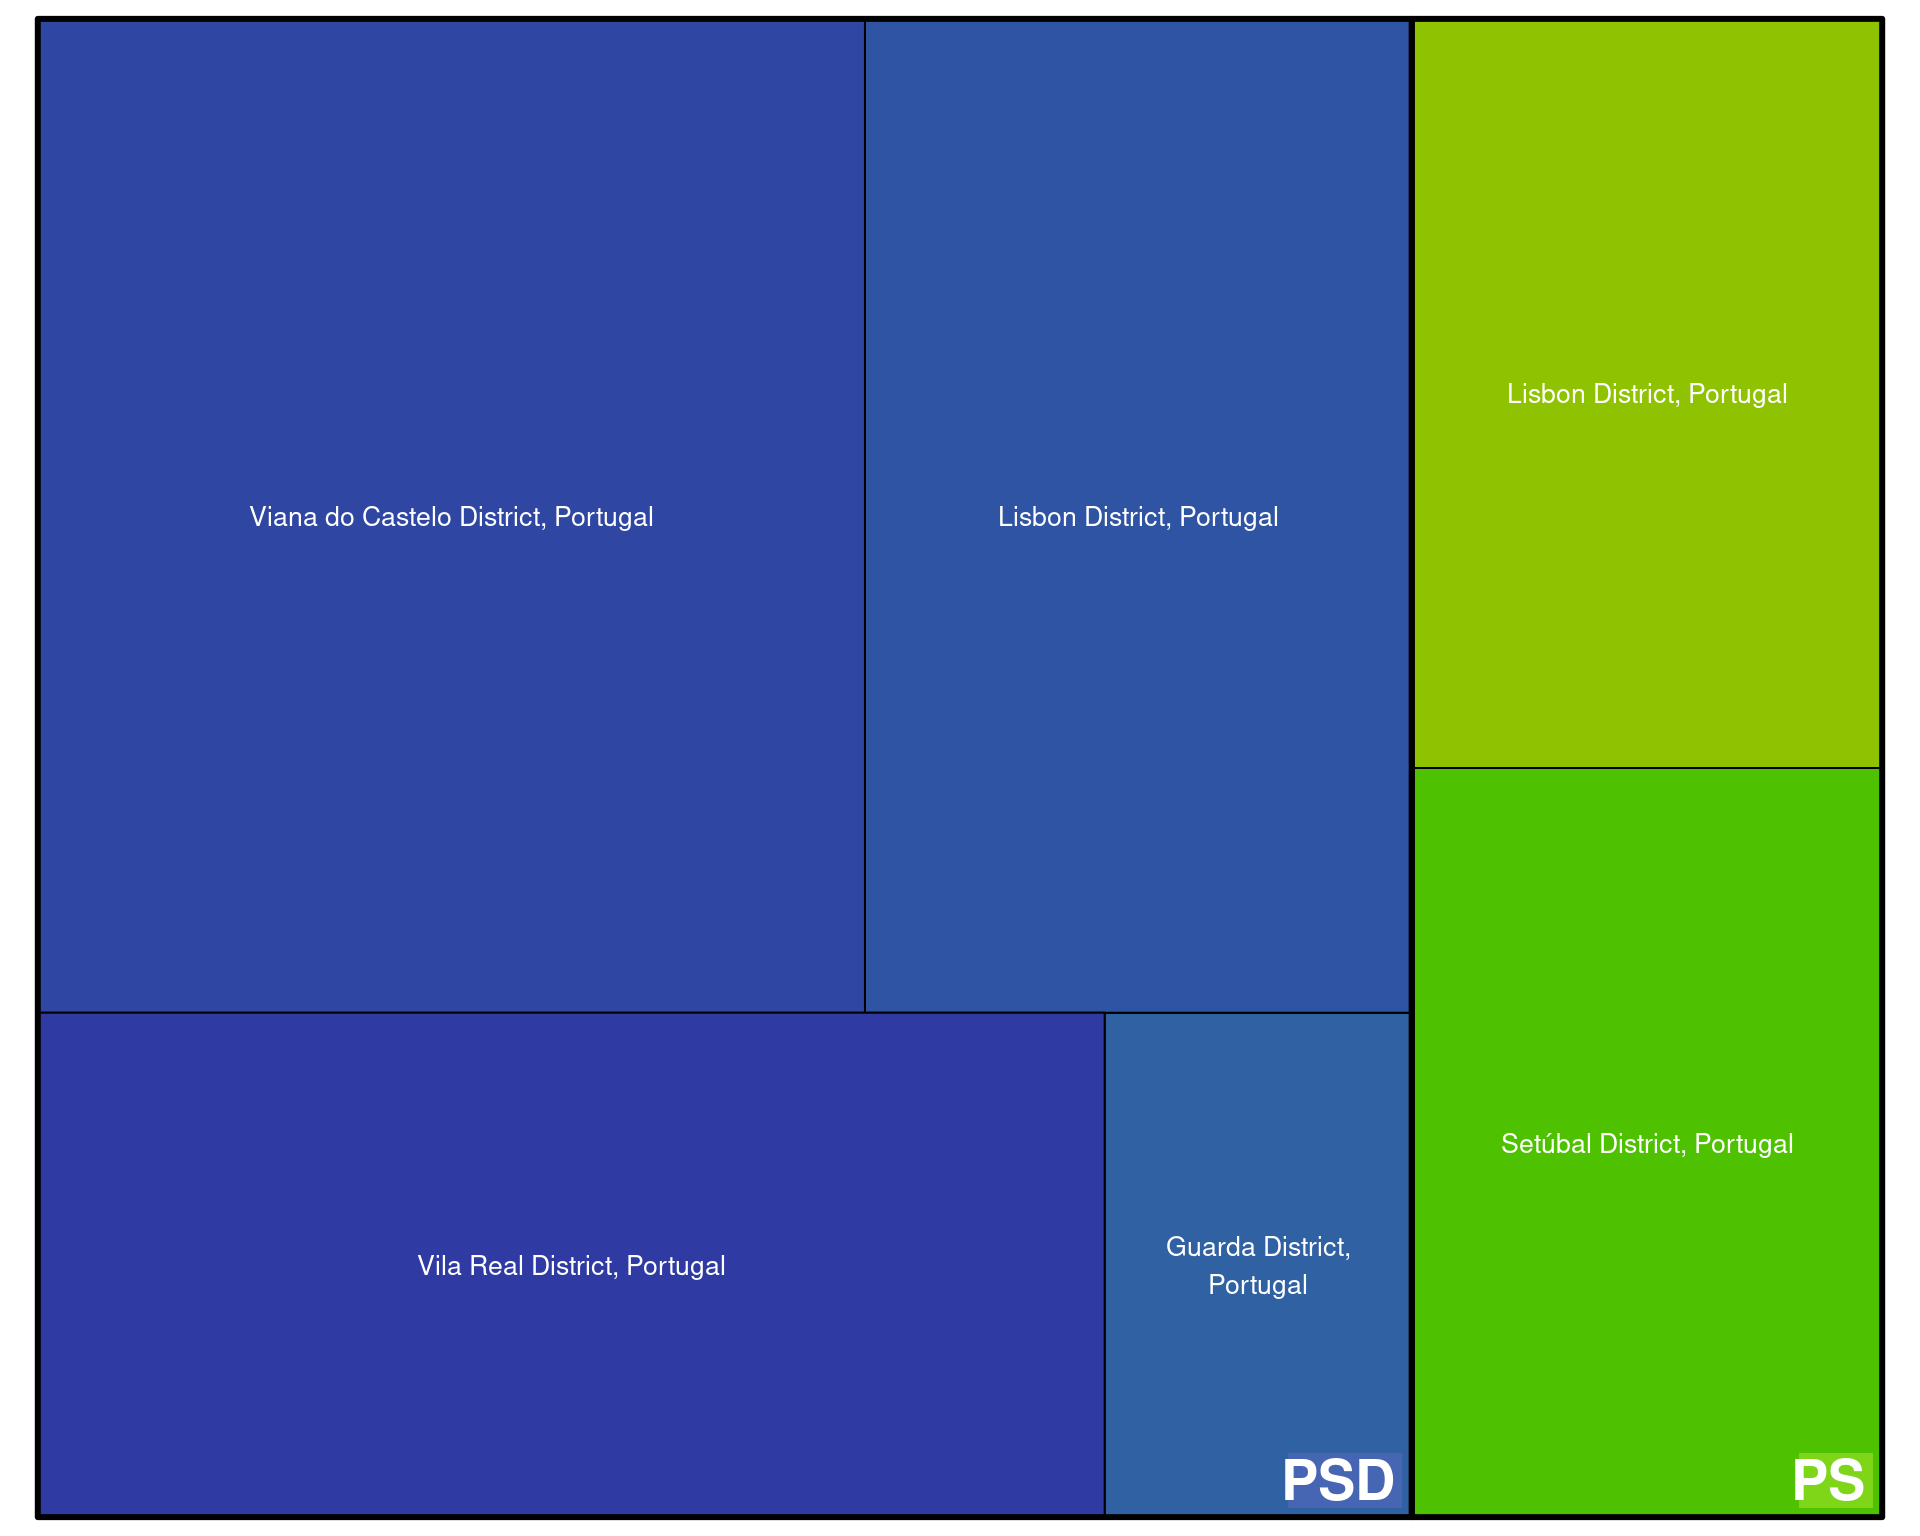 Viana do Castelo District, Portugal
Lisbon District, Portugal
Lisbon District, Portugal
Setúbal District, Portugal
Vila Real District, Portugal
Guarda District,
Portugal
PSD
PS